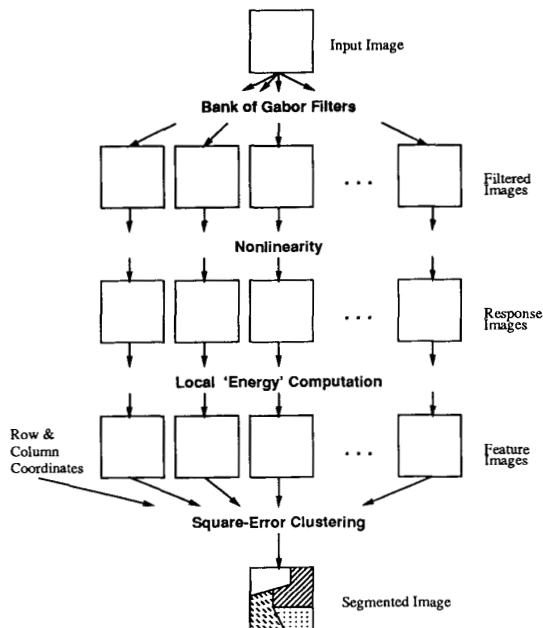 Input Image
Bank of Gabor Filters
. . .
Filtered
Images
Nonlinearity
. . .
Response
Images
Local 'Energy' Computation
Row &
Column
Coordinates
. . .
Feature
Images
Square-Error Clustering
Segmented Image